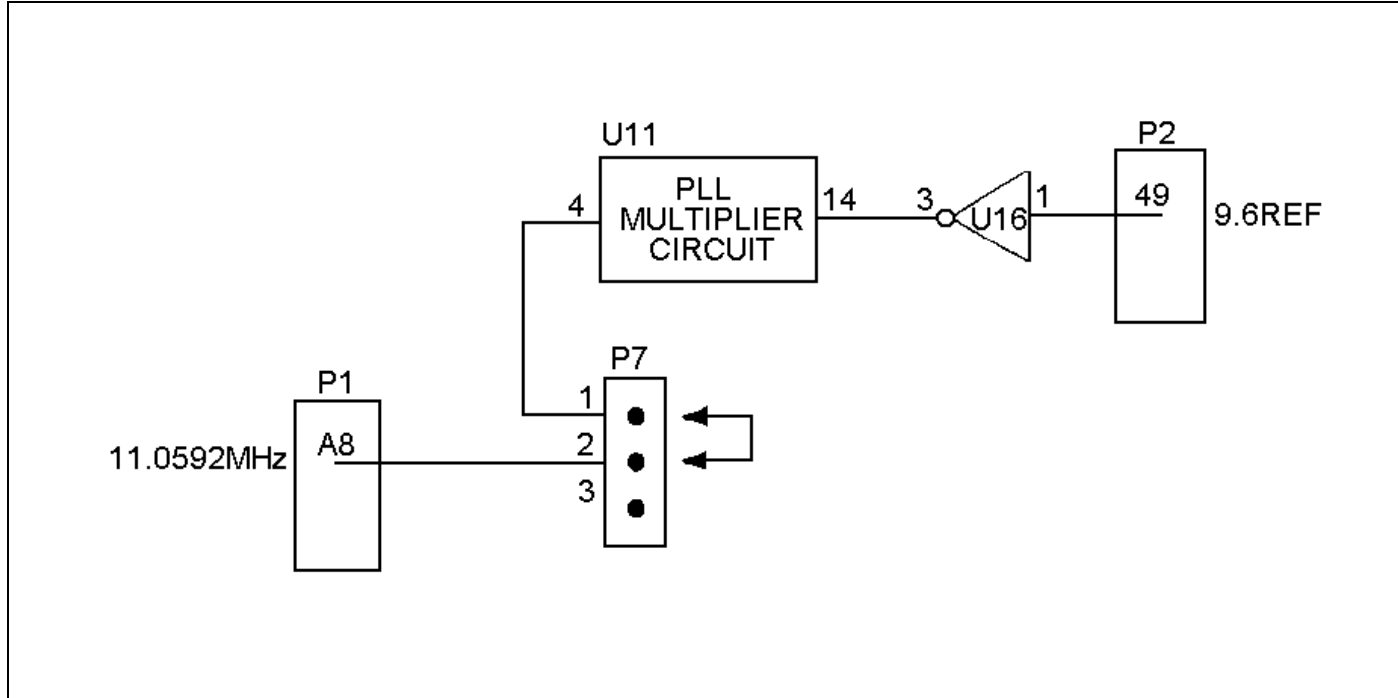 U11
P2
PLL
MULTIPLIER
CIRCUIT
4
14
3
U16
1
49
9.6REF
P7
P1
1
11.0592MHz
A8
2
3